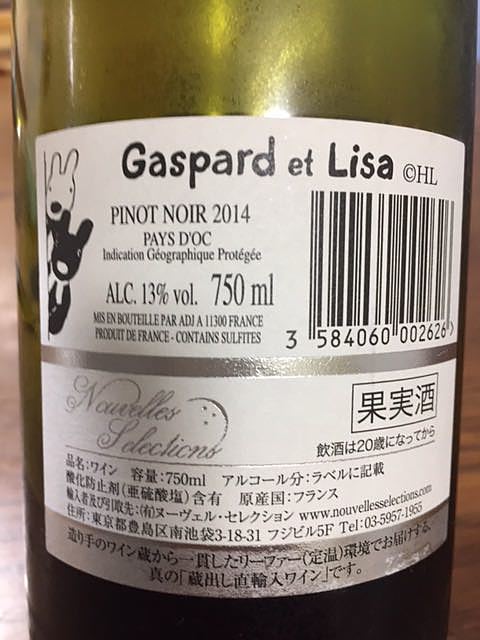 Gaspard et Lisa ©HL
PINOT NOIR 2014
PAYS D'OC
Indication Géographique Protégée
ALC. 13% vol. 750 ml
MIS EN BOUTEILLE PAR ADJ A 11300 FRANCE
PRODUIT DE FRANCE - CONTAINS SULFITES
3 584060 002626
Nouvelles
Selections
果実酒
飲酒は20歳になってから
品名:ワイン 容量:750ml アルコール分:ラベルに記載
酸化防止剤(亜硫酸塩)含有 原産国:フランス
輸入者及び引取先:(有)ヌーヴェル・セレクション www.nouvellesselections.com
住所:東京都豊島区南池袋3-18-31 フジビル5F Tel:03-5957-1955
造り手のワイン蔵から一貫したリーファー(定温)環境でお届けする、
真の「蔵出し直輸入ワイン」です。